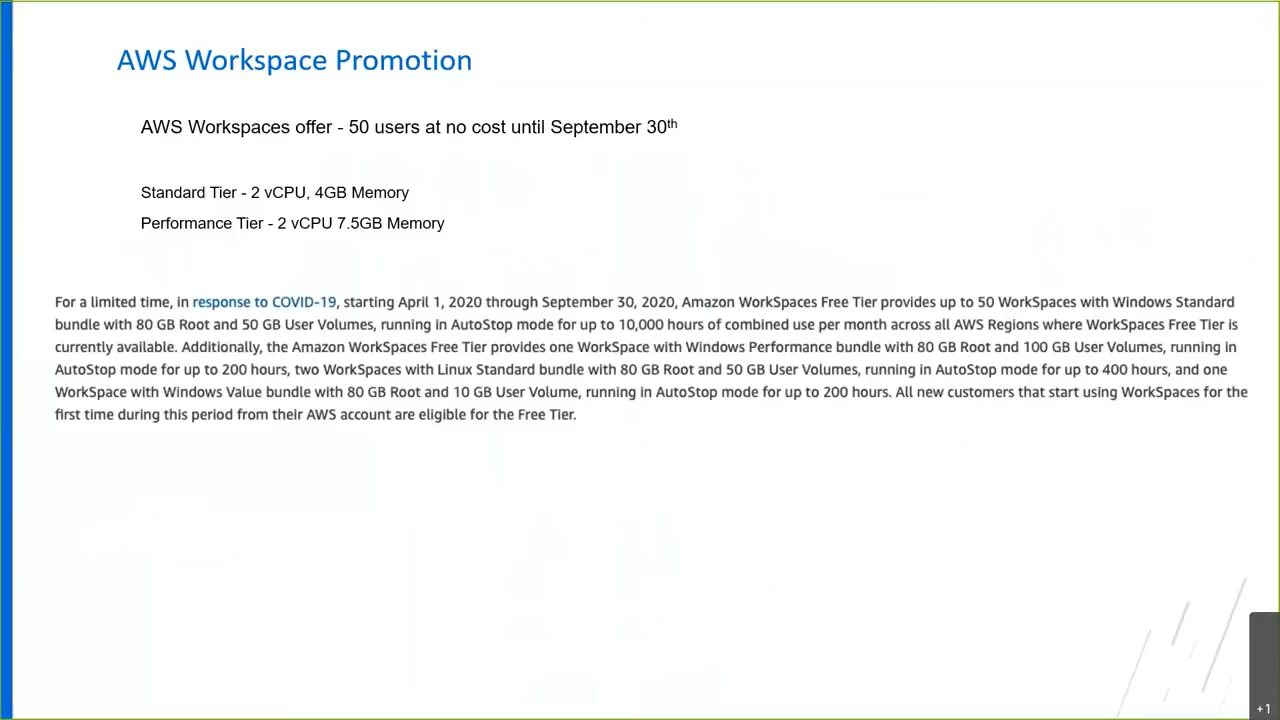 AWS Workspace Promotion
AWS Workspaces offer - 50 users at no cost until September 30th
Standard Tier - 2 vCPU, 4GB Memory
Performance Tier - 2 vCPU 7.5GB Memory
For a limited time, in response to COVID-19, starting April 1, 2020 through September 30, 2020, Amazon WorkSpaces Free Tier provides up to 50 WorkSpaces with Windows Standard
bundle with 80 GB Root and 50 GB User Volumes, running in AutoStop mode for up to 10,000 hours of combined use per month across all AWS Regions where WorkSpaces Free Tier is
currently available. Additionally, the Amazon WorkSpaces Free Tier provides one WorkSpace with Windows Performance bundle with 80 GB Root and 100 GB User Volumes, running in
AutoStop mode for up to 200 hours, two WorkSpaces with Linux Standard bundle with 80 GB Root and 50 GB User Volumes, running in AutoStop mode for up to 400 hours, and one
WorkSpace with Windows Value bundle with 80 GB Root and 10 GB User Volume, running in AutoStop mode for up to 200 hours. All new customers that start using WorkSpaces for the
first time during this period from their AWS account are eligible for the Free Tier.
+1